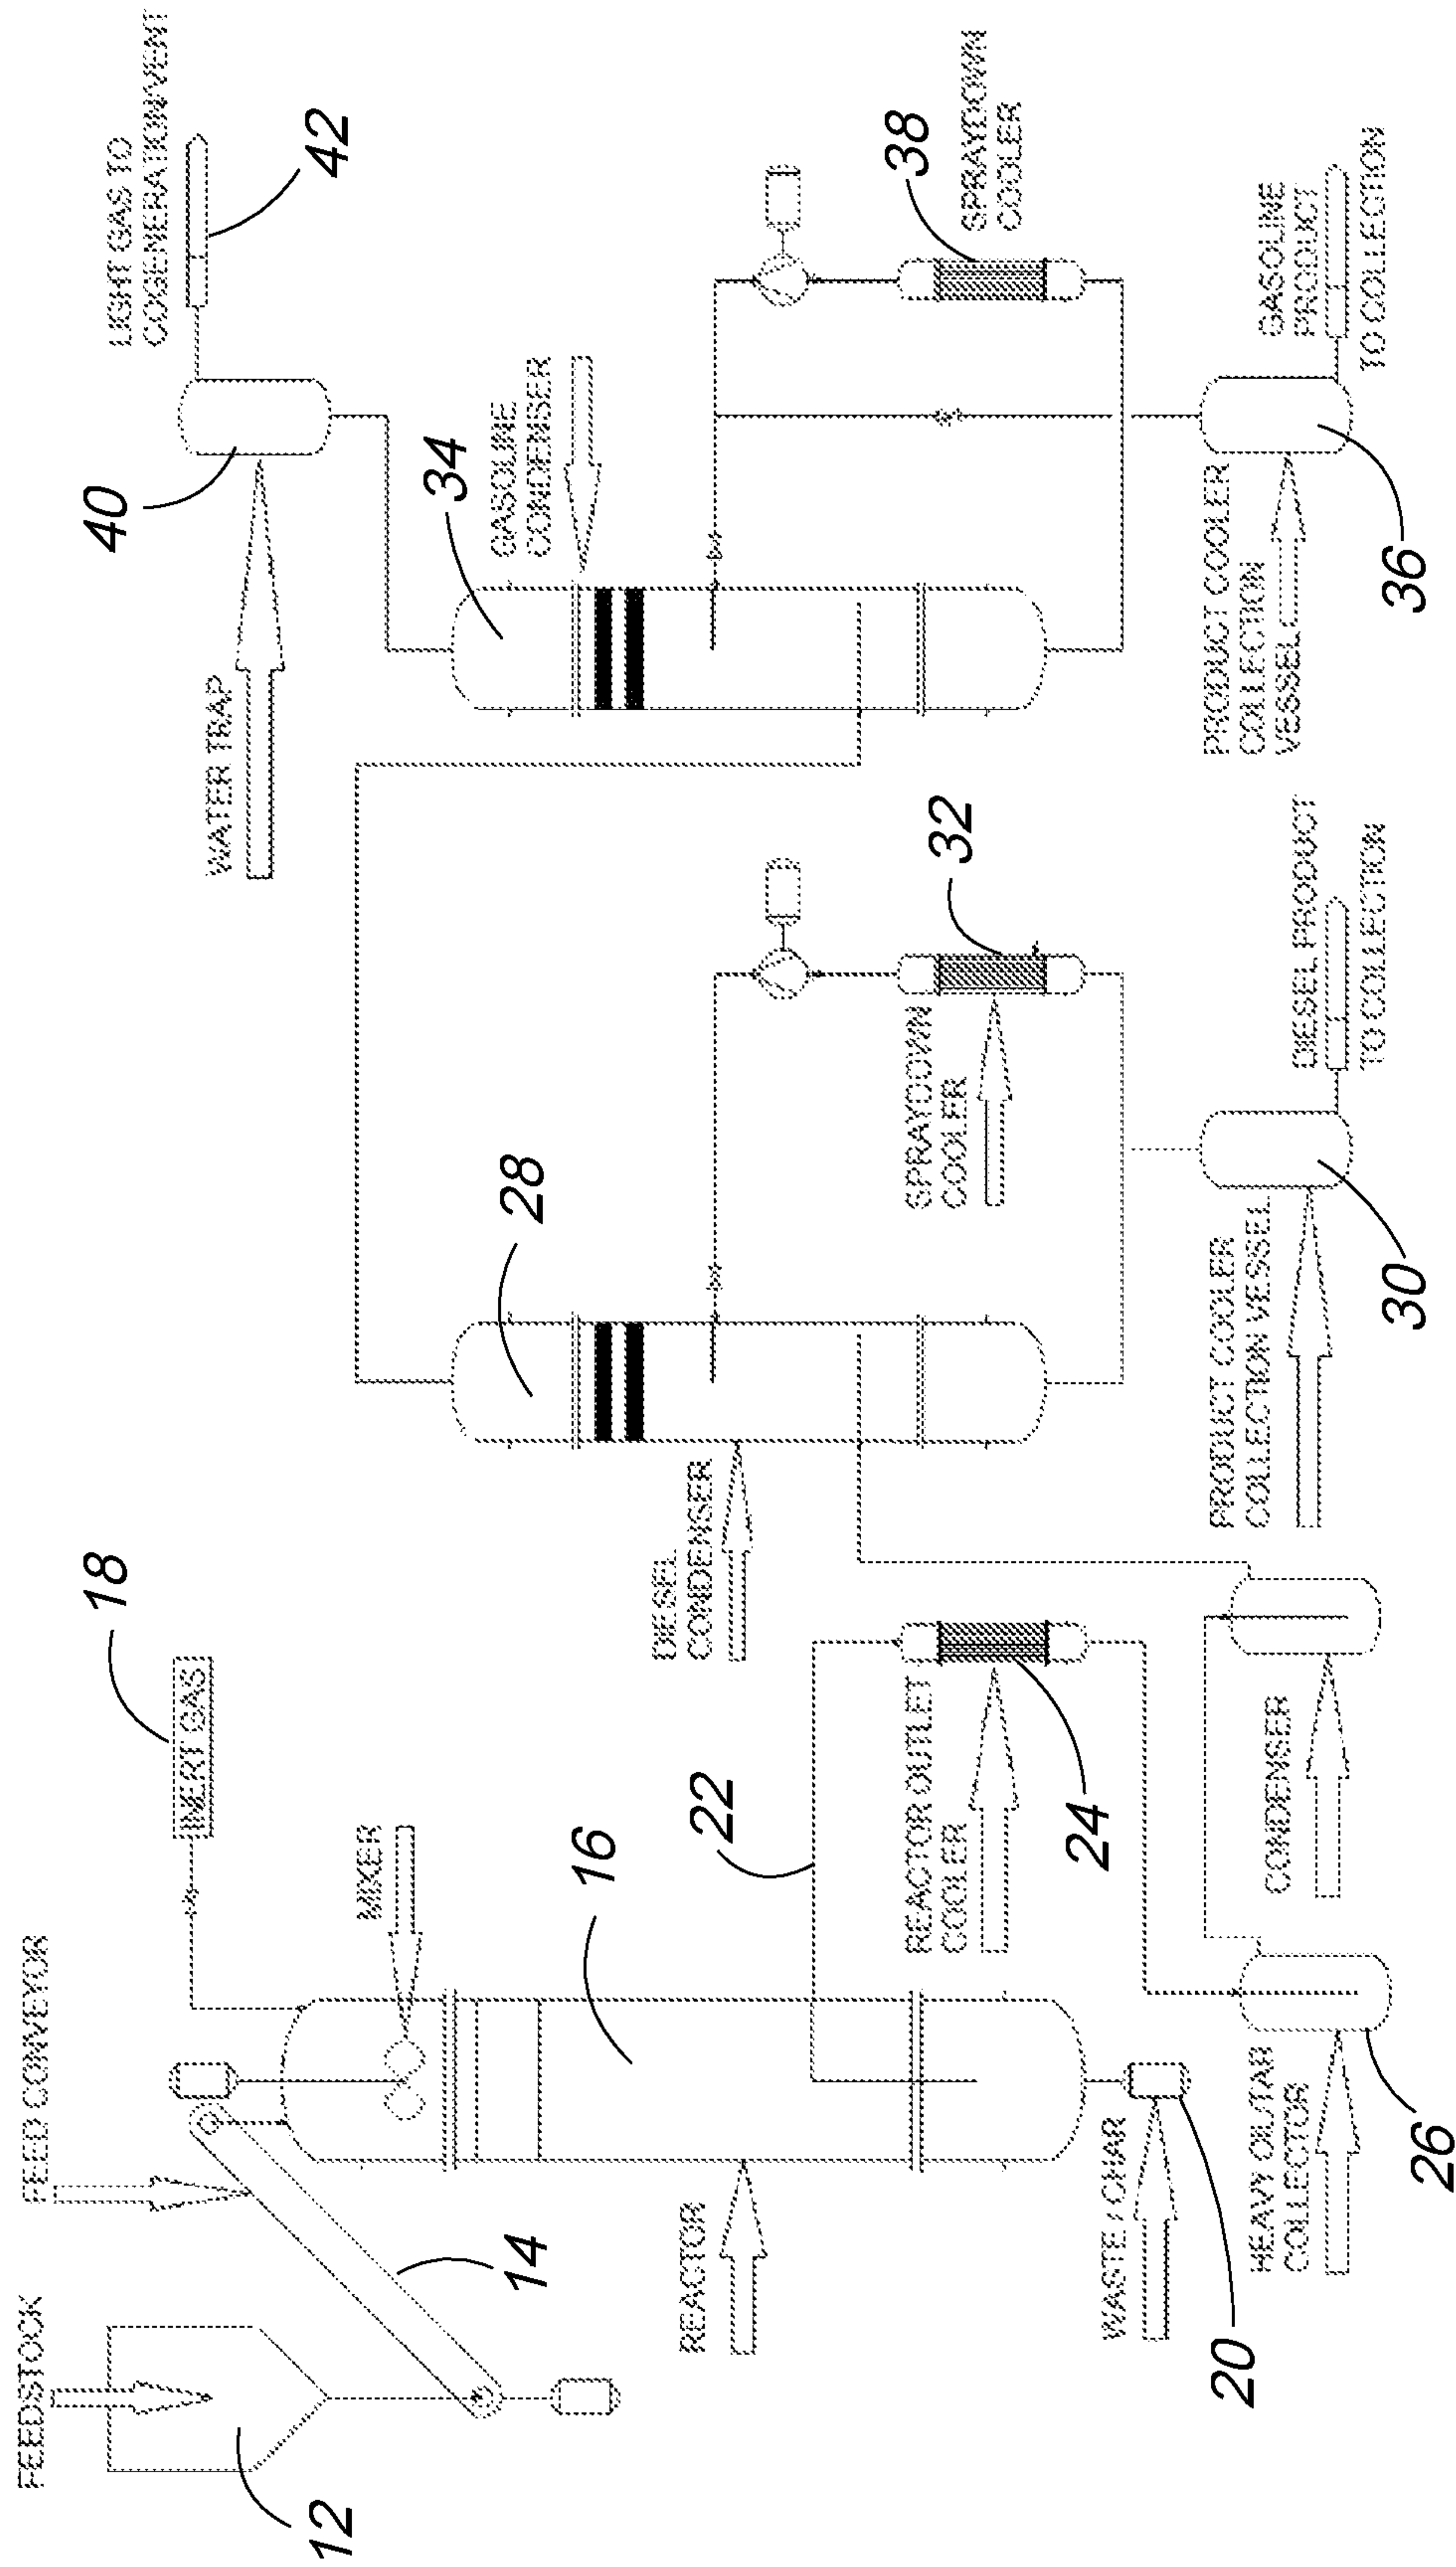 FEEDSTOCK
12
FEED CONVEYOR
14
18
INERT GAS
MIXER
16
REACTOR
22
REACTOR OUTLET
COOLER
24
WASTE / CHAR
20
HEAVY OIL/TAR
COLLECTOR
26
CONDENSER
28
DIESEL
CONDENSER
32
SPRAYDOWN
COOLER
PRODUCT COOLER
COLLECTION VESSEL
30
DIESEL PRODUCT
TO COLLECTION
WATER TRAP
40
LIGHT GAS TO
COGENERATION/VENT
42
34
GASOLINE
CONDENSER
38
SPRAYDOWN
COOLER
PRODUCT COOLER
COLLECTION
VESSEL
36
GASOLINE
PRODUCT
TO COLLECTION